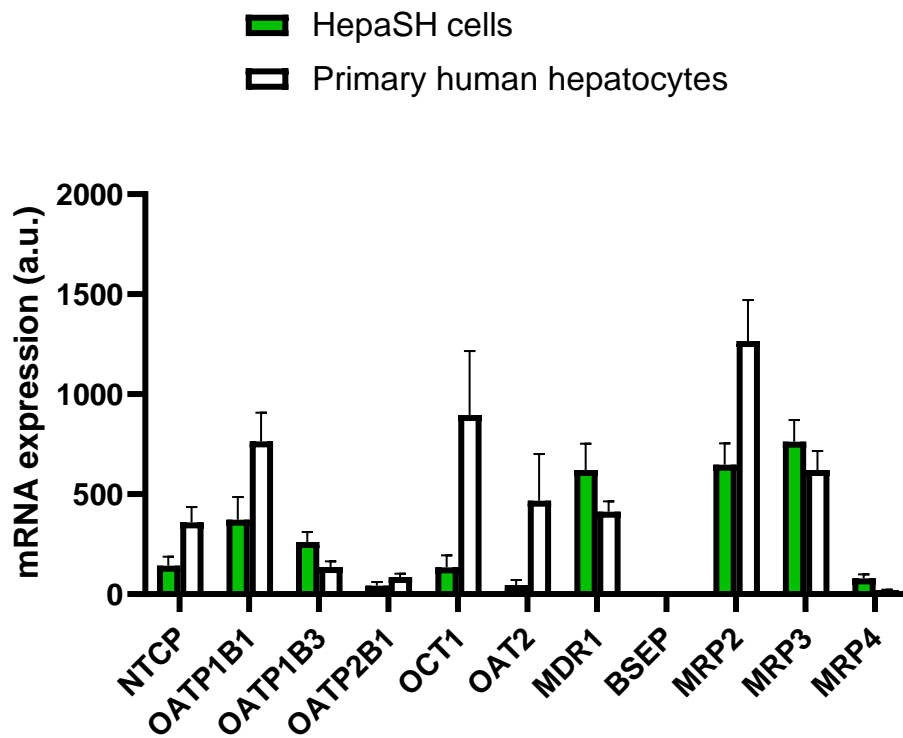 HepaSH cells
Primary human hepatocytes
mRNA expression (a.u.)
2000
1500
1000
500
0
NTCP
OATP1B1
OATP1B3
OATP2B1
OCT1
OAT2
MDR1
BSEP
MRP2
MRP3
MRP4